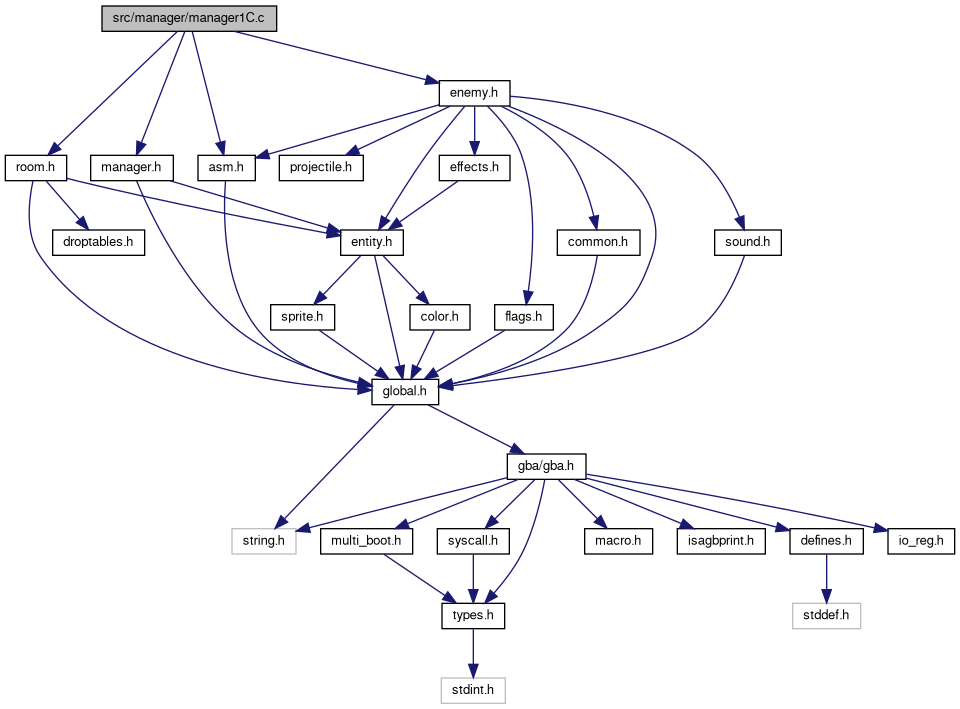 src/manager/manager1C.c
enemy.h
room.h
manager.h
asm.h
projectile.h
effects.h
droptables.h
entity.h
common.h
sound.h
sprite.h
color.h
flags.h
global.h
gba/gba.h
string.h
multi_boot.h
syscall.h
macro.h
isagbprint.h
defines.h
io_reg.h
types.h
stddef.h
stdint.h